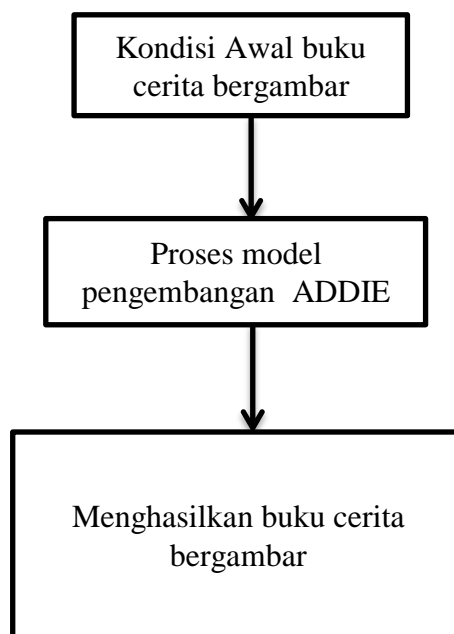 Kondisi Awal buku
cerita bergambar
Proses model
pengembangan ADDIE
Menghasilkan buku cerita
bergambar